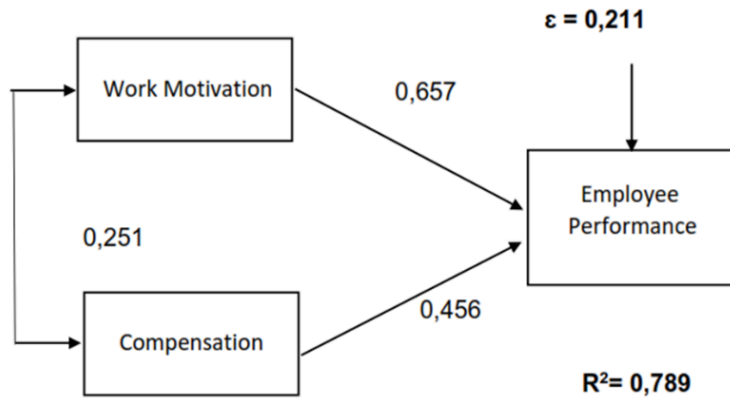 ε = 0,211
Work Motivation
0,657
Employee
Performance
0,251
0,456
Compensation
R²= 0,789